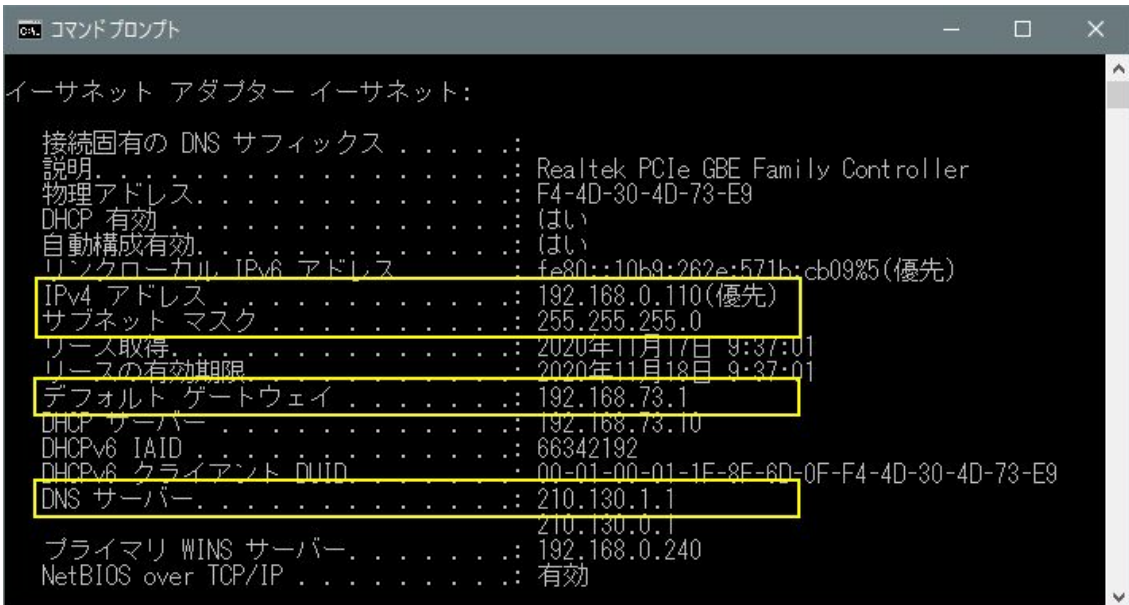 コマンド プロンプト
イーサネット アダプター イーサネット:
接続固有の DNS サフィックス . . . . .:
説明. . . . . . . . . . . . . . . . .: Realtek PCIe GBE Family Controller
物理アドレス. . . . . . . . . . . . .: F4-4D-30-4D-73-E9
DHCP 有効 . . . . . . . . . . . . . .: はい
自動構成有効. . . . . . . . . . . . .: はい
リンクローカル IPv6 アドレス. . . . .: fe80::10b9:262e:571b:cb09%5(優先)
IPv4 アドレス . . . . . . . . . . . .: 192.168.0.110(優先)
サブネット マスク . . . . . . . . . .: 255.255.255.0
リース取得. . . . . . . . . . . . . .: 2020年11月17日 9:37:01
リースの有効期限. . . . . . . . . . .: 2020年11月18日 9:37:01
デフォルト ゲートウェイ . . . . . . .: 192.168.73.1
DHCP サーバー . . . . . . . . . . . .: 192.168.73.10
DHCPv6 IAID . . . . . . . . . . . . .: 66342192
DHCPv6 クライアント DUID. . . . . . .: 00-01-00-01-1F-8F-6D-0F-F4-4D-30-4D-73-E9
DNS サーバー. . . . . . . . . . . . .: 210.130.1.1
210.130.0.1
プライマリ WINS サーバー. . . . . . .: 192.168.0.240
NetBIOS over TCP/IP . . . . . . . . .: 有効